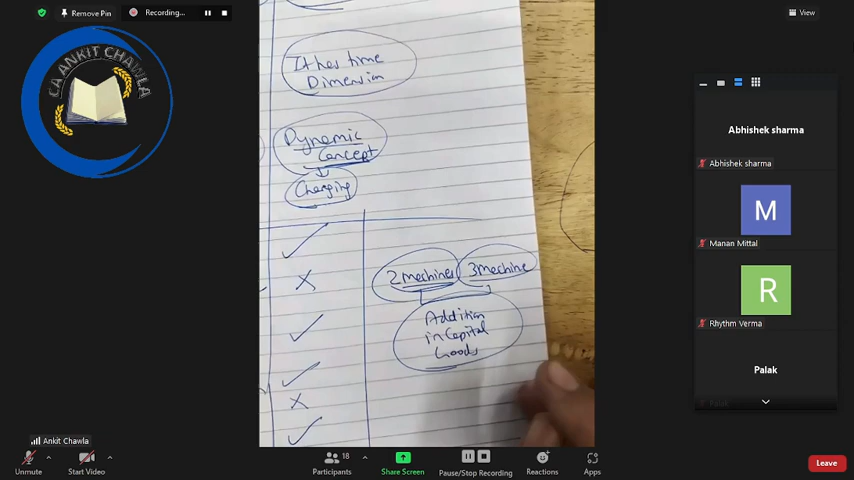 Remove Pin
Recording...
View
CA ANKIT CHAWLA
It has time
Dimension
Dynamic
Concept
Changing
2 machines
3 machine
Addition
in Capital
Goods
Abhishek sharma
Abhishek sharma
M
Manan Mittal
R
Rhythm Verma
Palak
Palak
Ankit Chawla
Unmute
Start Video
18
Participants
Share Screen
Pause/Stop Recording
Reactions
Apps
Leave